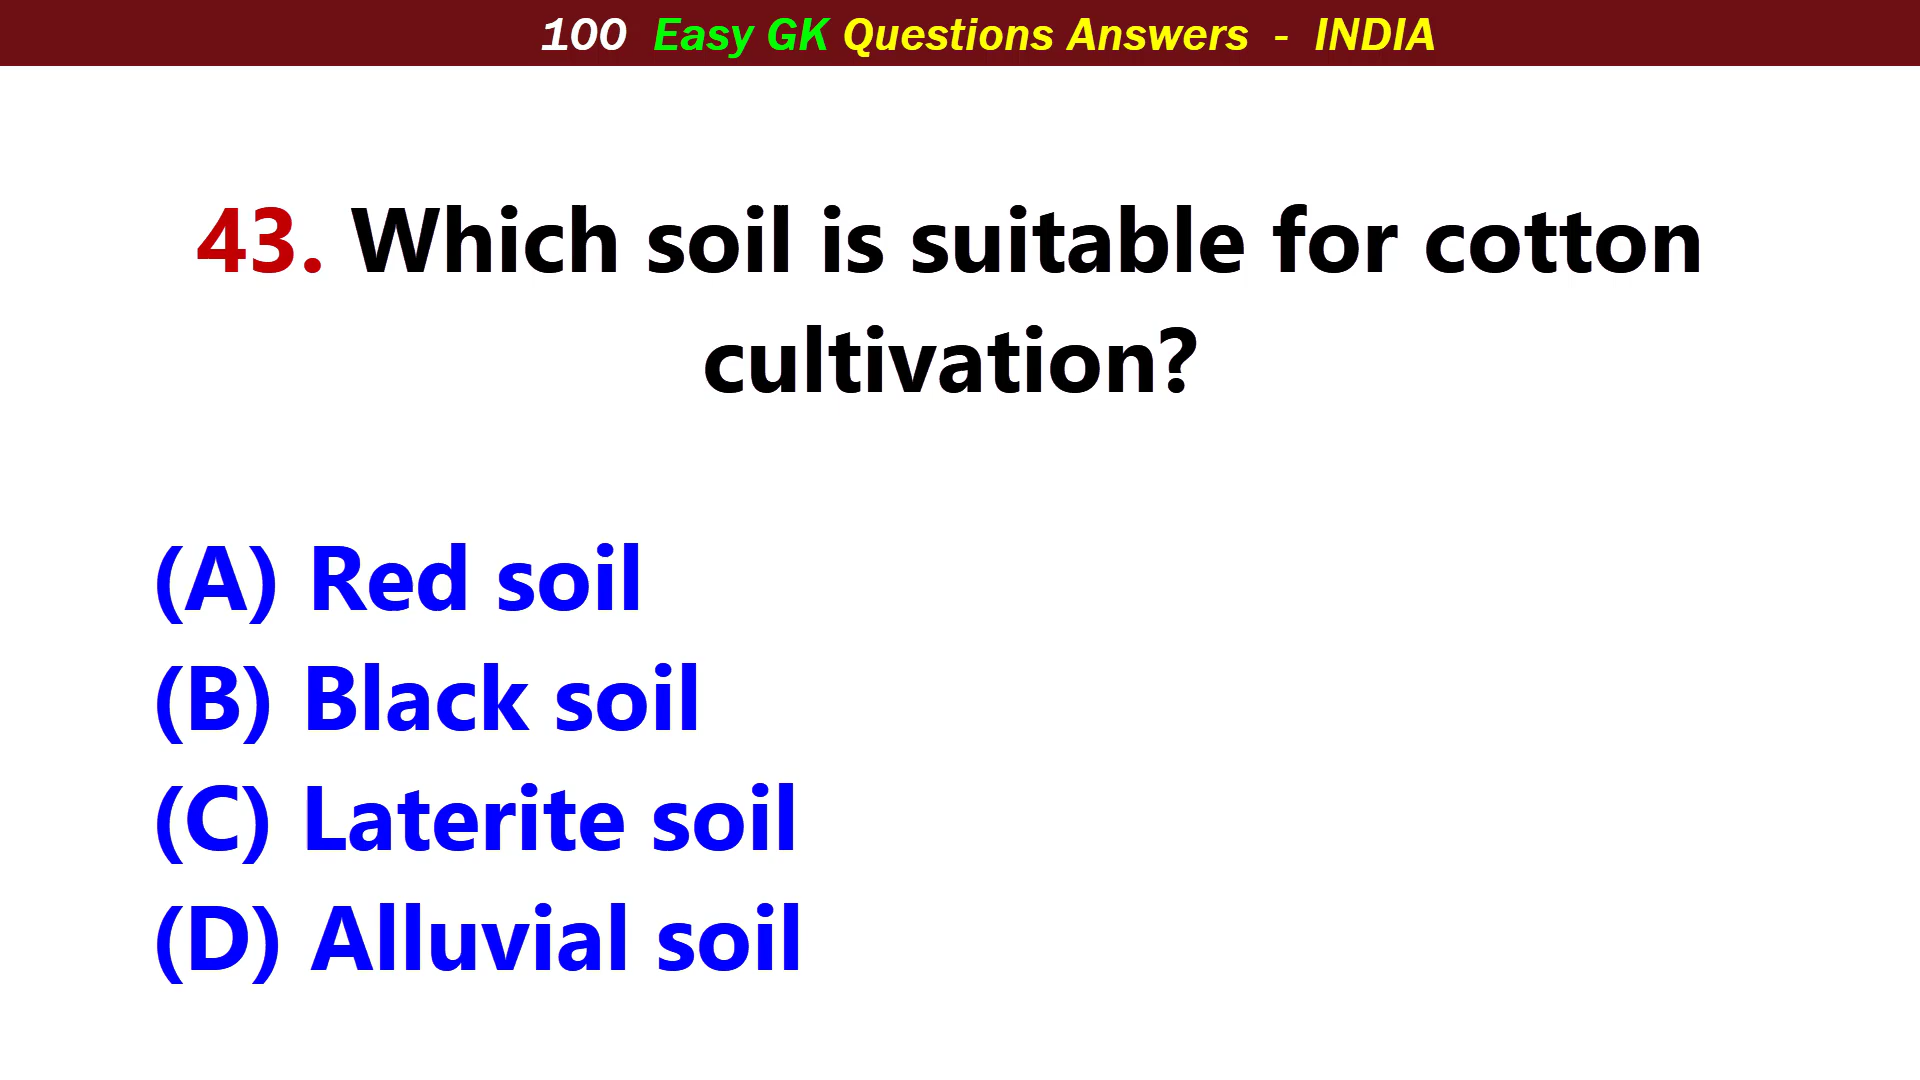 100 Easy GK Questions Answers - INDIA
43. Which soil is suitable for cotton
cultivation?
(A) Red soil
(B) Black soil
(C) Laterite soil
(D) Alluvial soil